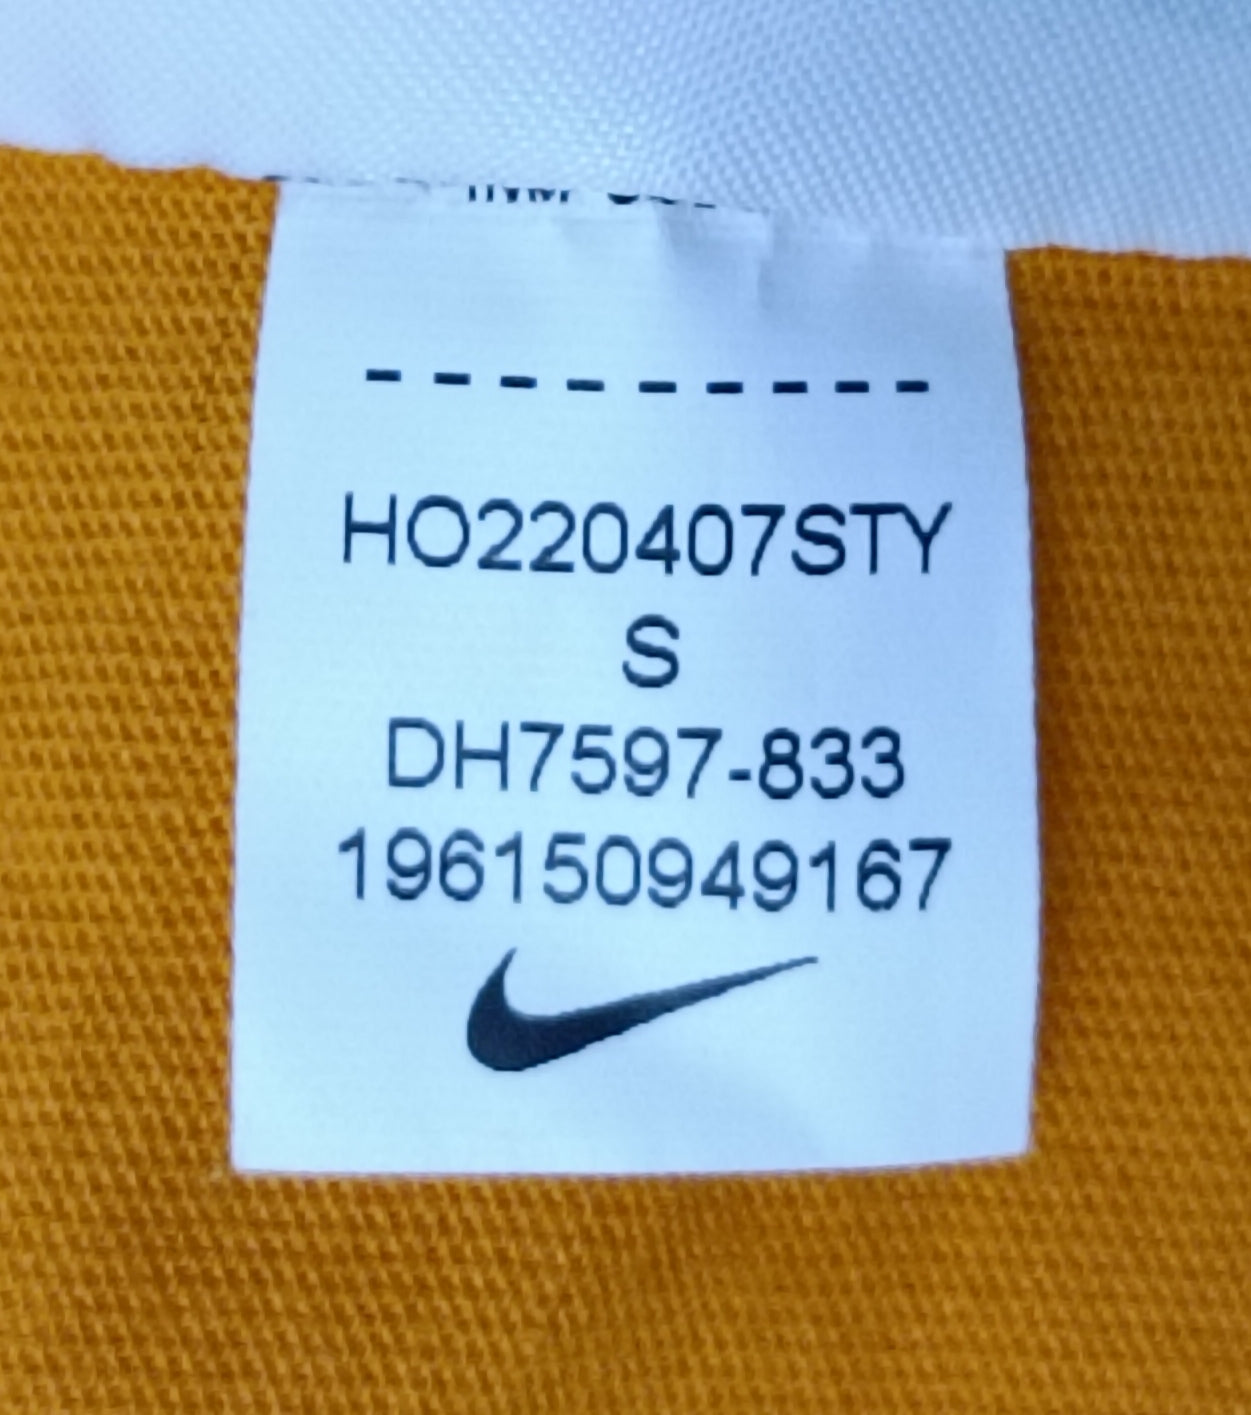 ---------
HO220407STY
S
DH7597-833
196150949167